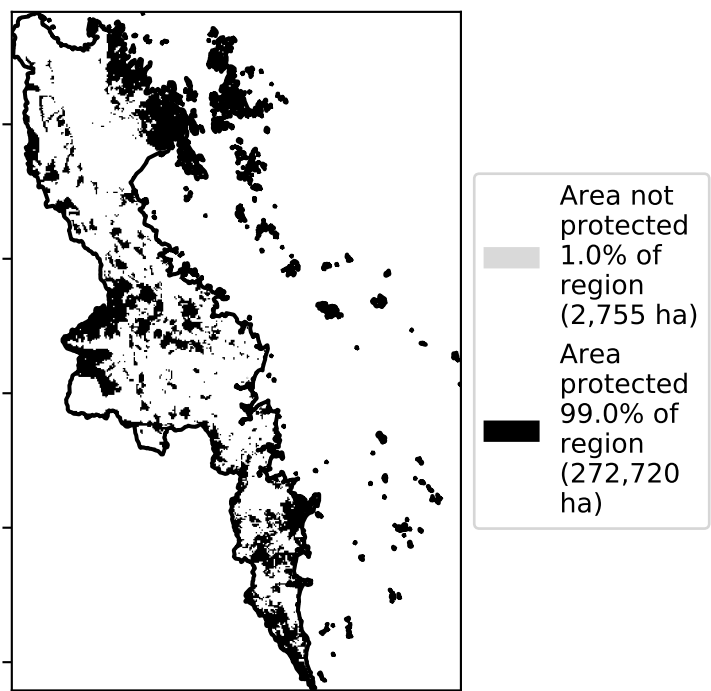 Area not
protected
1.0% of
region
(2,755 ha)
Area
protected
99.0% of
region
(272,720
ha)